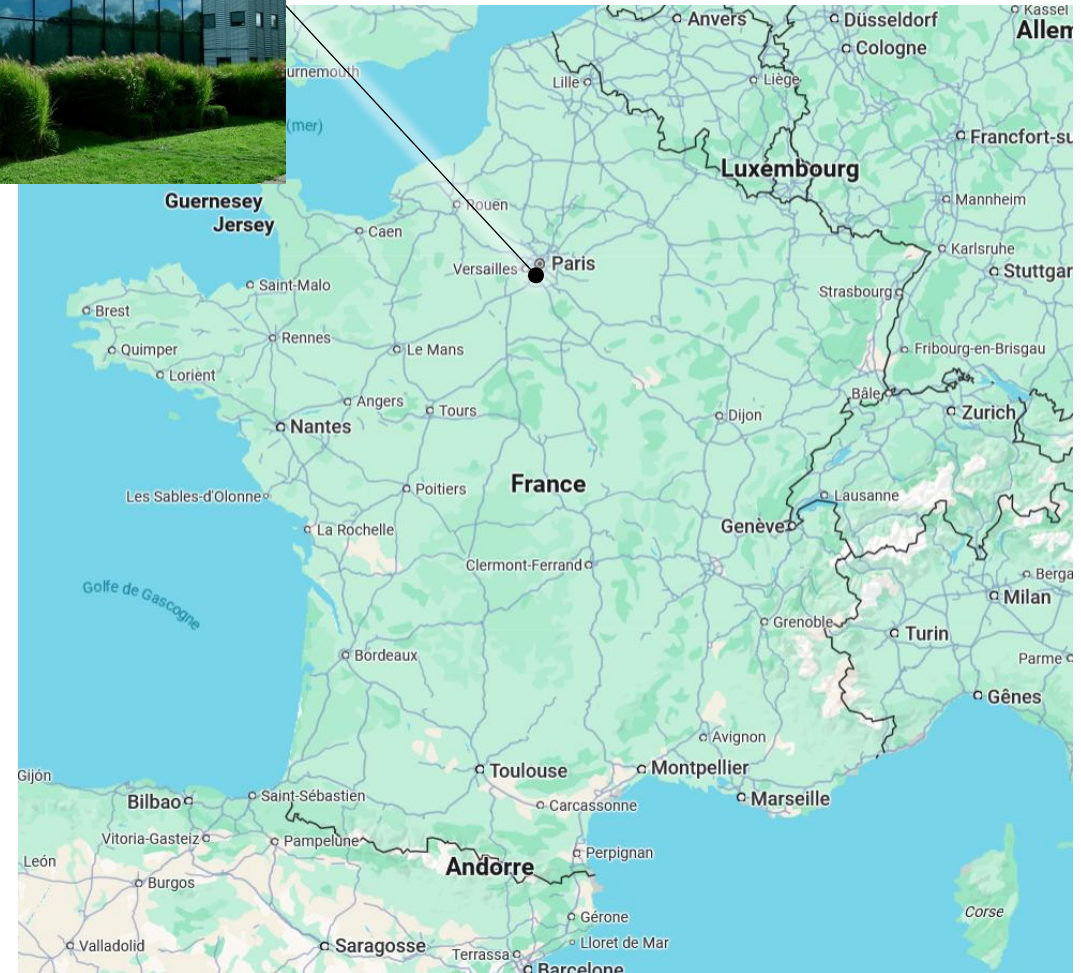 Kassel
Anvers
Düsseldorf
Allem
Cologne
urnemouth
Lille
Liège
(mer)
Francfort-su
Luxembourg
Guernesey
Mannheim
Rouen
Jersey
Caen
Karlsruhe
Versailles
Paris
Stuttgar
Saint-Malo
Strasbourg
Brest
Rennes
Quimper
Le Mans
Fribourg-en-Brisgau
Lorient
Bâle
Angers
Tours
Dijon
Zurich
Nantes
France
Poitiers
Les Sables-d'Olonne
Lausanne
La Rochelle
Genève
Clermont-Ferrand
Berga
Golfe de Gascogne
Milan
Grenoble
Turin
Bordeaux
Parme
Gênes
Avignon
Toulouse
Montpellier
Gijón
Saint-Sébastien
Marseille
Bilbao
Carcassonne
Vitoria-Gasteiz
Pampelune
Perpignan
León
Andorre
Burgos
Corse
Gérone
Valladolid
Saragosse
Lloret de Mar
Terrassa
Barcelone